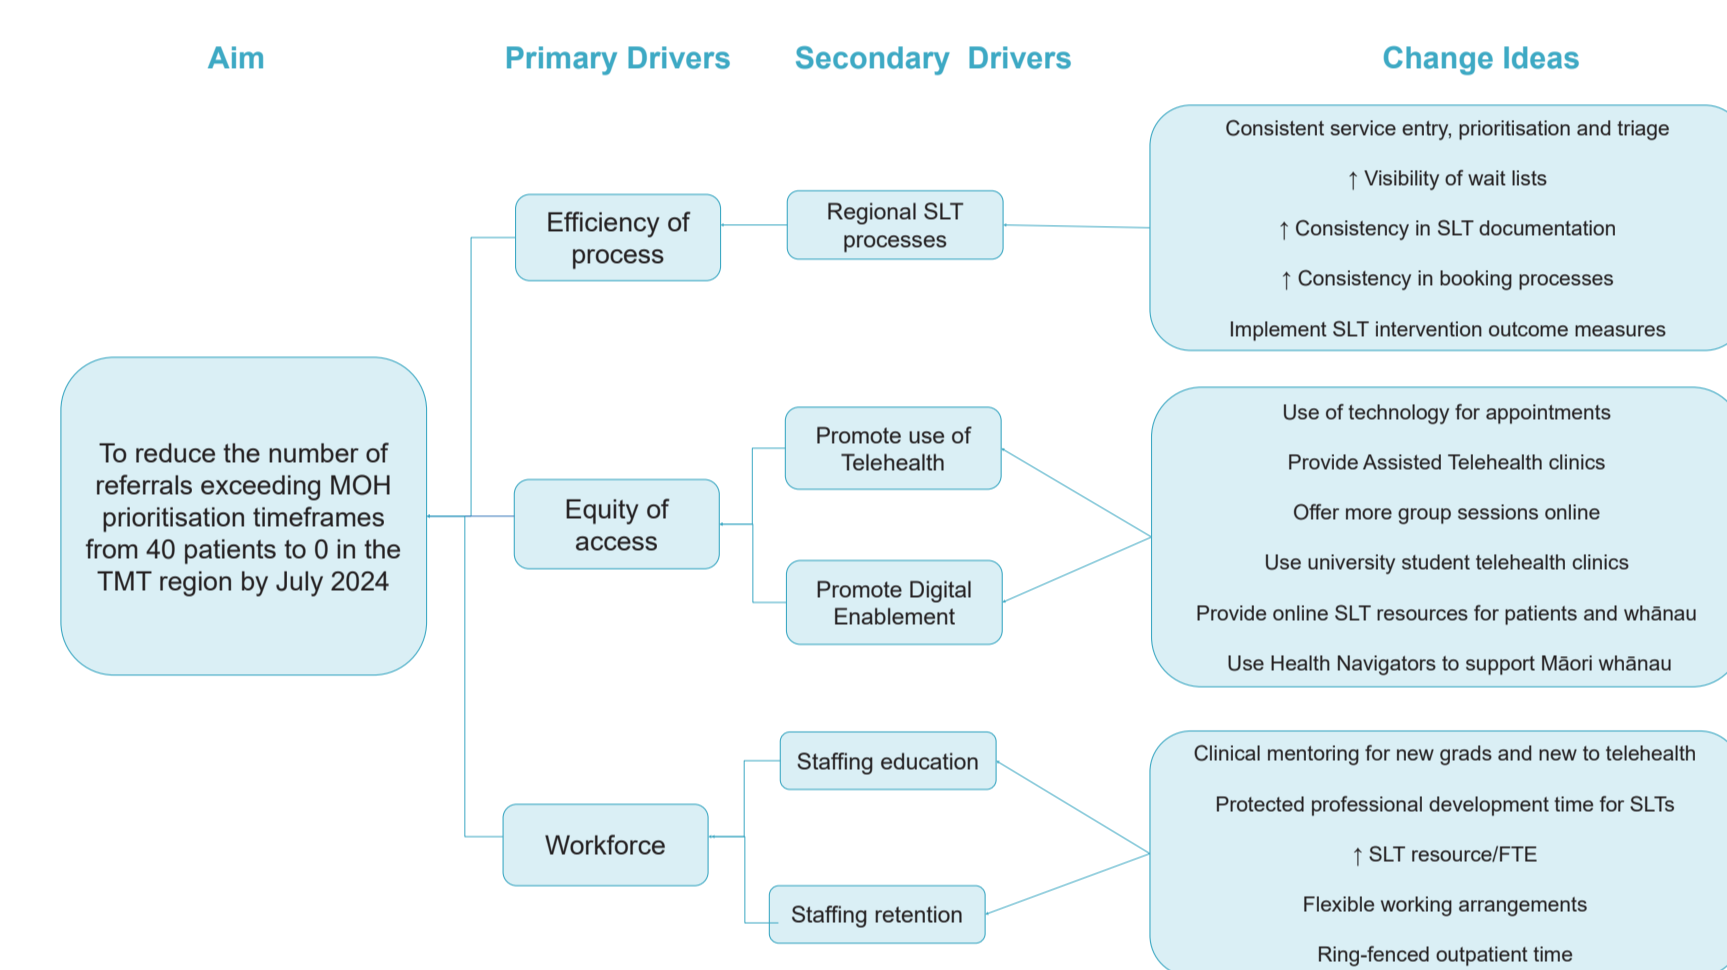 Aim
Primary Drivers
Secondary Drivers
Change Ideas
To reduce the number of
referrals exceeding MOH
prioritisation timeframes
from 40 patients to 0 in the
TMT region by July 2024
Efficiency of
process
Regional SLT
processes
Consistent service entry, prioritisation and triage
↑ Visibility of wait lists
↑ Consistency in SLT documentation
↑ Consistency in booking processes
Implement SLT intervention outcome measures
Equity of
access
Promote use of
Telehealth
Promote Digital
Enablement
Use of technology for appointments
Provide Assisted Telehealth clinics
Offer more group sessions online
Use university student telehealth clinics
Provide online SLT resources for patients and whānau
Use Health Navigators to support Māori whānau
Workforce
Staffing education
Staffing retention
Clinical mentoring for new grads and new to telehealth
Protected professional development time for SLTs
↑ SLT resource/FTE
Flexible working arrangements
Ring-fenced outpatient time